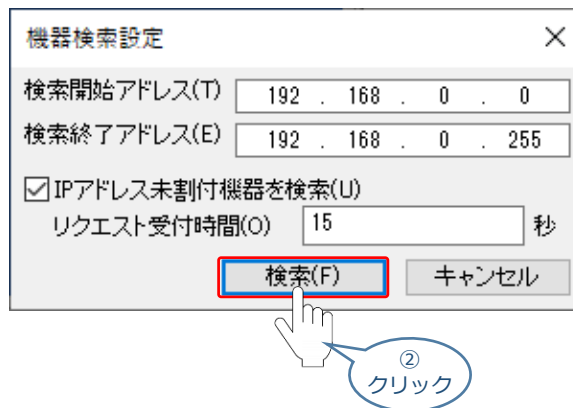 機器検索設定
検索開始アドレス(T) 192 . 168 . 0 . 0
検索終了アドレス(E) 192 . 168 . 0 . 255
IPアドレス未割付機器を検索(U)
リクエスト受付時間(O) 15 秒
検索(F) キャンセル
②
クリック